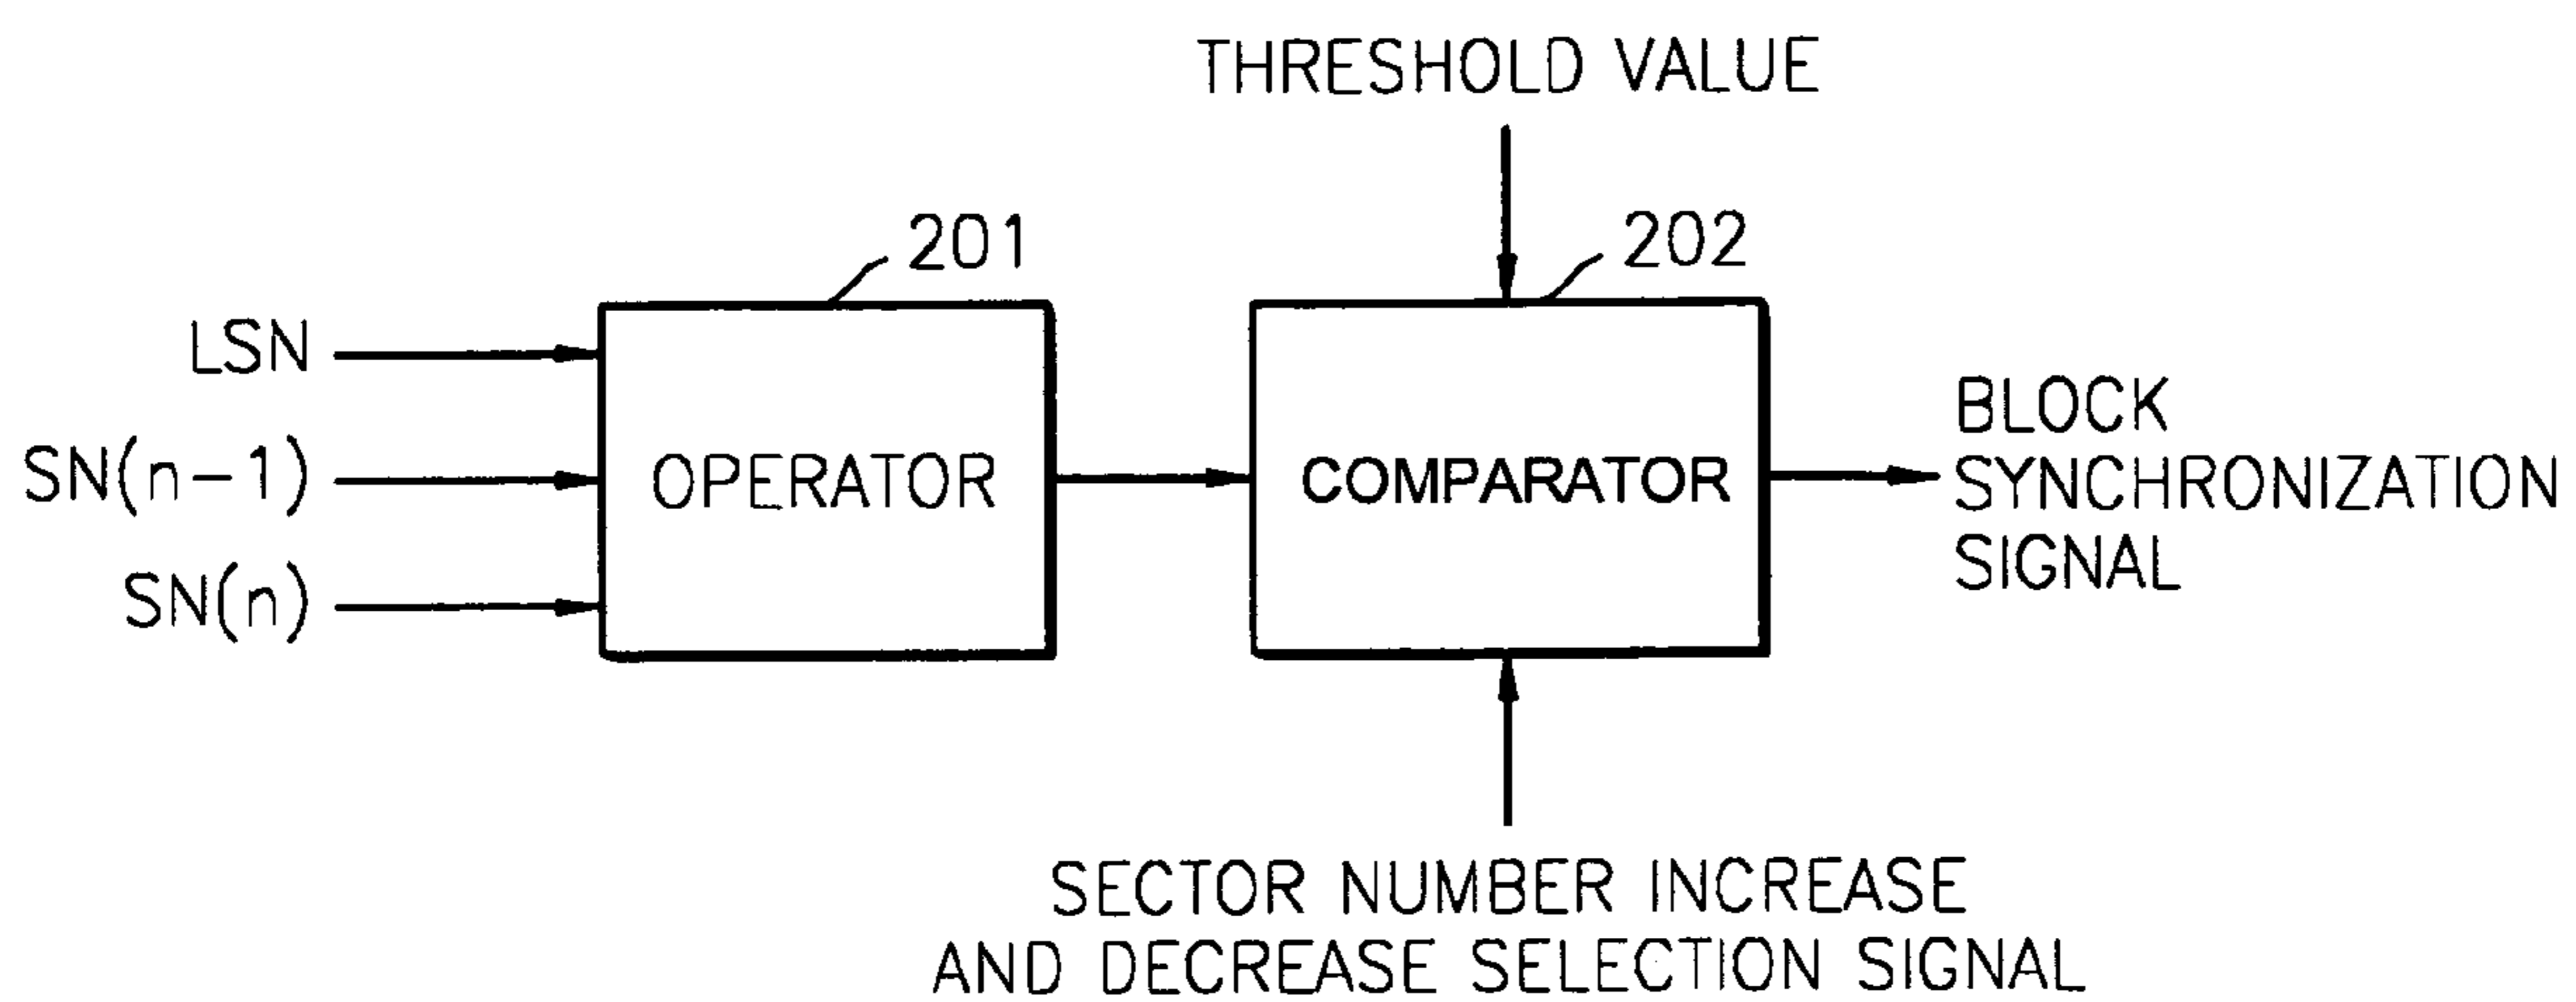 THRESHOLD VALUE
201
202
LSN
SN(n-1)
SN(n)
OPERATOR
COMPARATOR
BLOCK
SYNCHRONIZATION
SIGNAL
SECTOR NUMBER INCREASE
AND DECREASE SELECTION SIGNAL